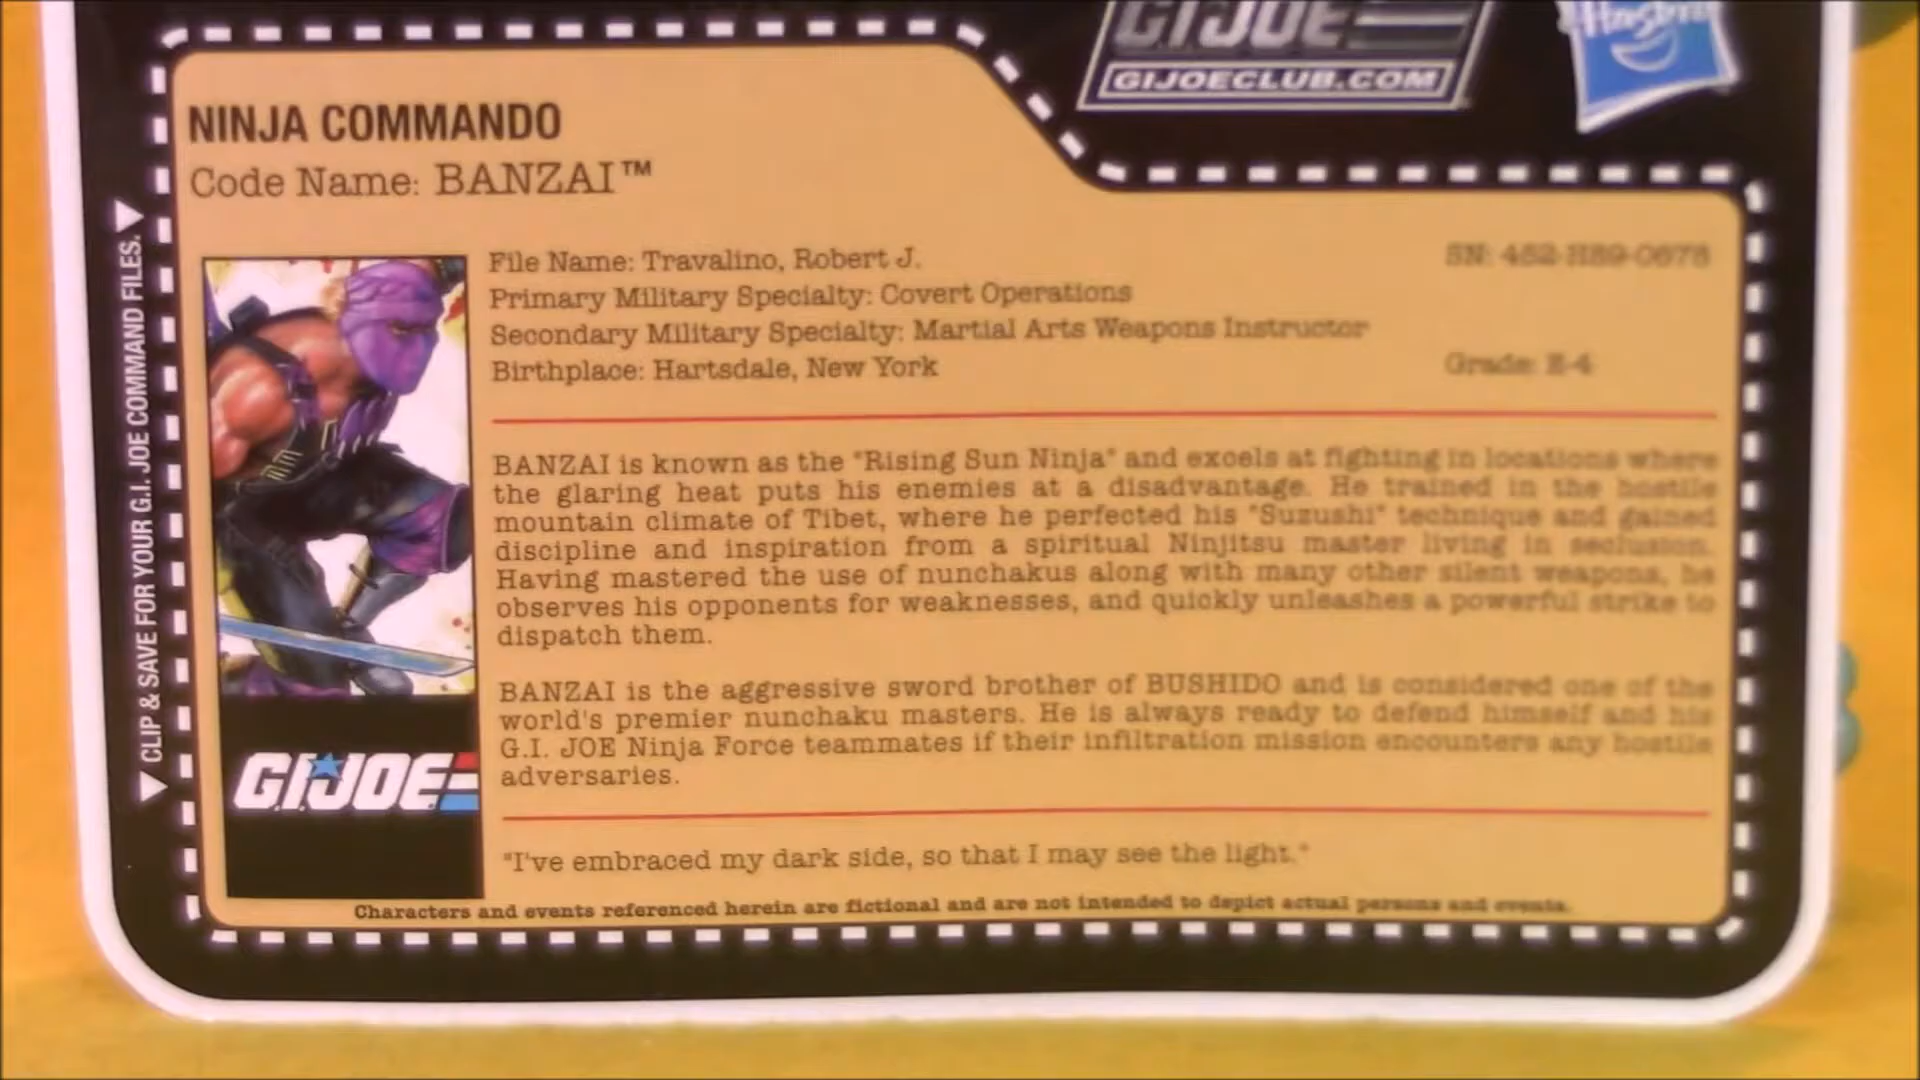 GIJOE
GIJOECLUB.COM
Hasbro
NINJA COMMANDO
Code Name: BANZAI™
▼ CLIP & SAVE FOR YOUR G.I. JOE COMMAND FILES. ▼
File Name: Travalino, Robert J.
SN:
Primary Military Specialty: Covert Operations
Secondary Military Specialty: Martial Arts Weapons Instructor
Birthplace: Hartsdale, New York
Grade: E-4
BANZAI is known as the "Rising Sun Ninja" and excels at fighting in locations where
the glaring heat puts his enemies at a disadvantage. He trained in the hostile
mountain climate of Tibet, where he perfected his "Suzushi" technique and gained
discipline and inspiration from a spiritual Ninjitsu master living in seclusion.
Having mastered the use of nunchakus along with many other silent weapons, he
observes his opponents for weaknesses, and quickly unleashes a powerful strike to
dispatch them.
BANZAI is the aggressive sword brother of BUSHIDO and is considered one of the
world's premier nunchaku masters. He is always ready to defend himself and his
G.I. JOE Ninja Force teammates if their infiltration mission encounters any hostile
adversaries.
G.I. JOE
"I've embraced my dark side, so that I may see the light."
Characters and events referenced herein are fictional and are not intended to depict actual persons and events.